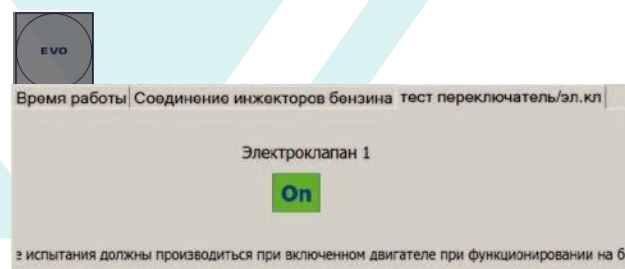 EVO
Время работы Соединение инжекторов бензина тест переключатель/эл.кл
Электроклапан 1
On
испытания должны производиться при включенном двигателе при функционировании на